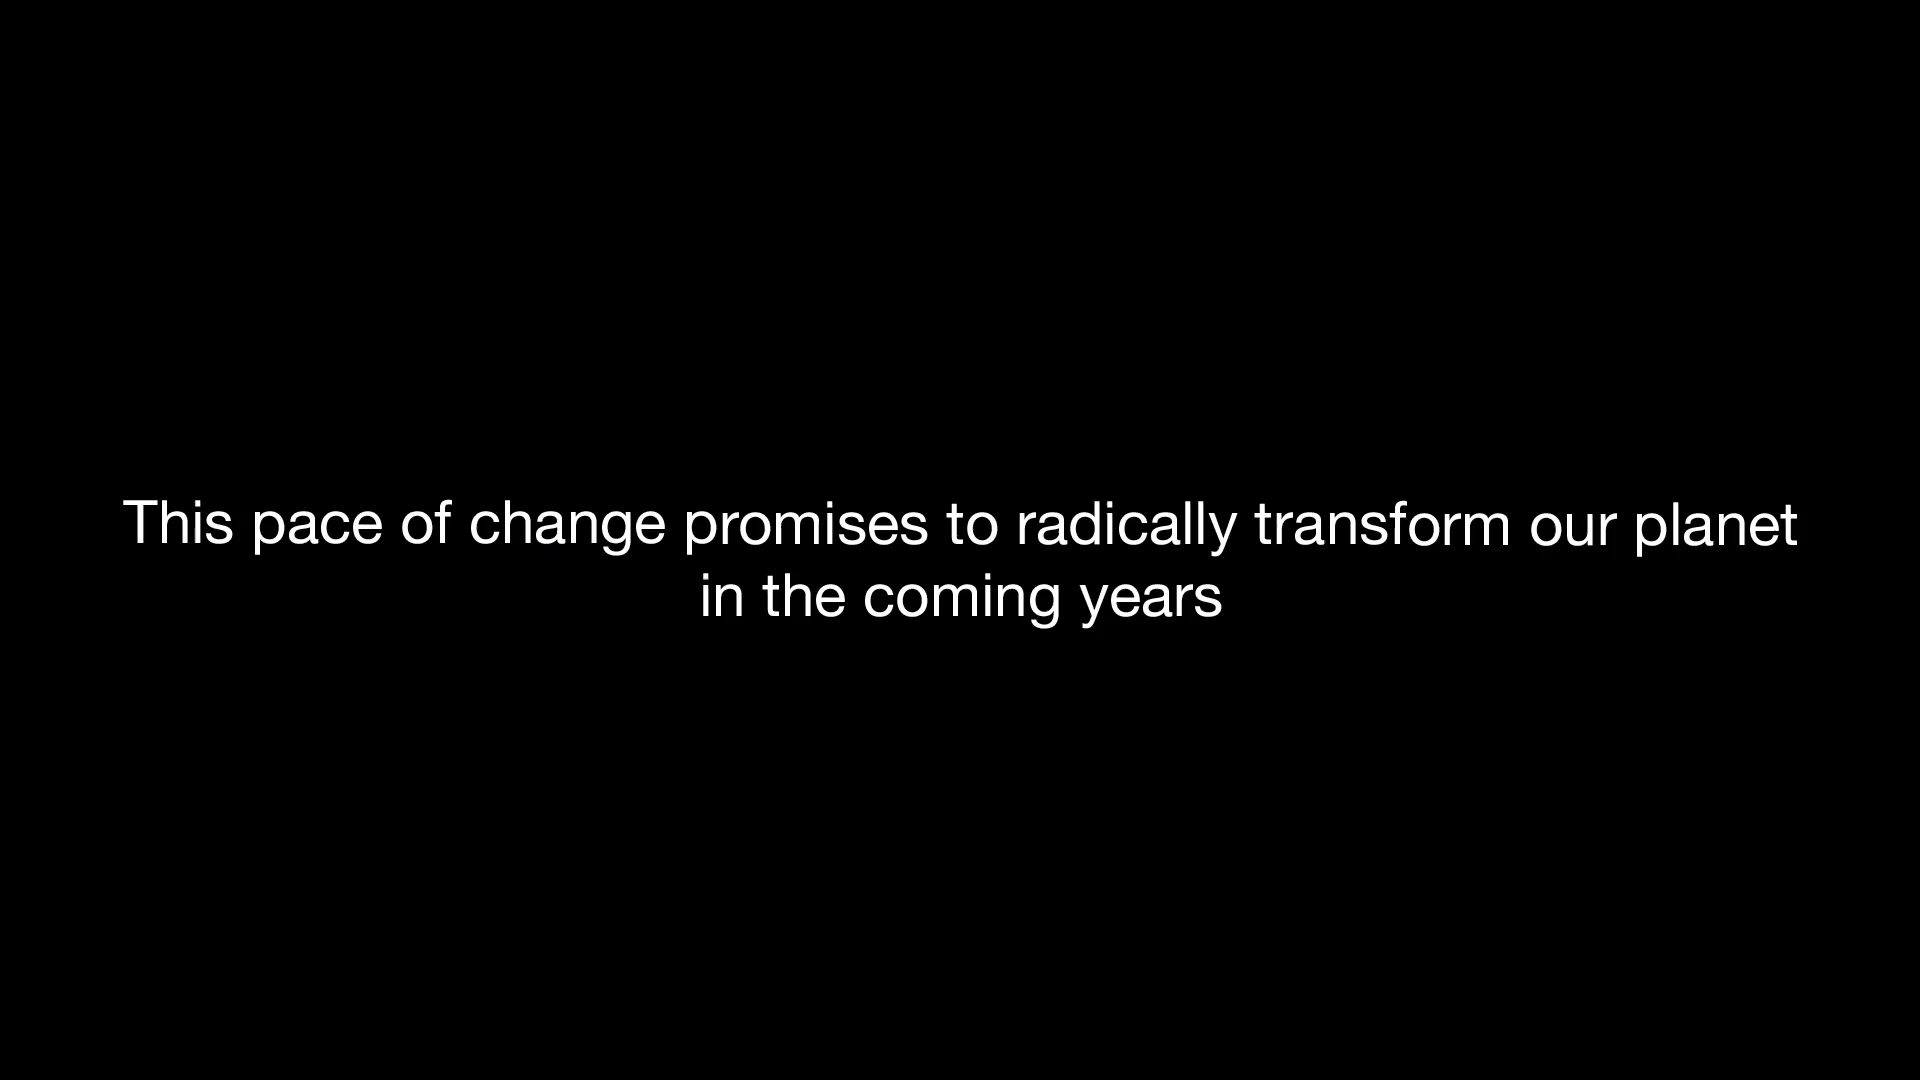 This pace of change promises to radically transform our planet
in the coming years